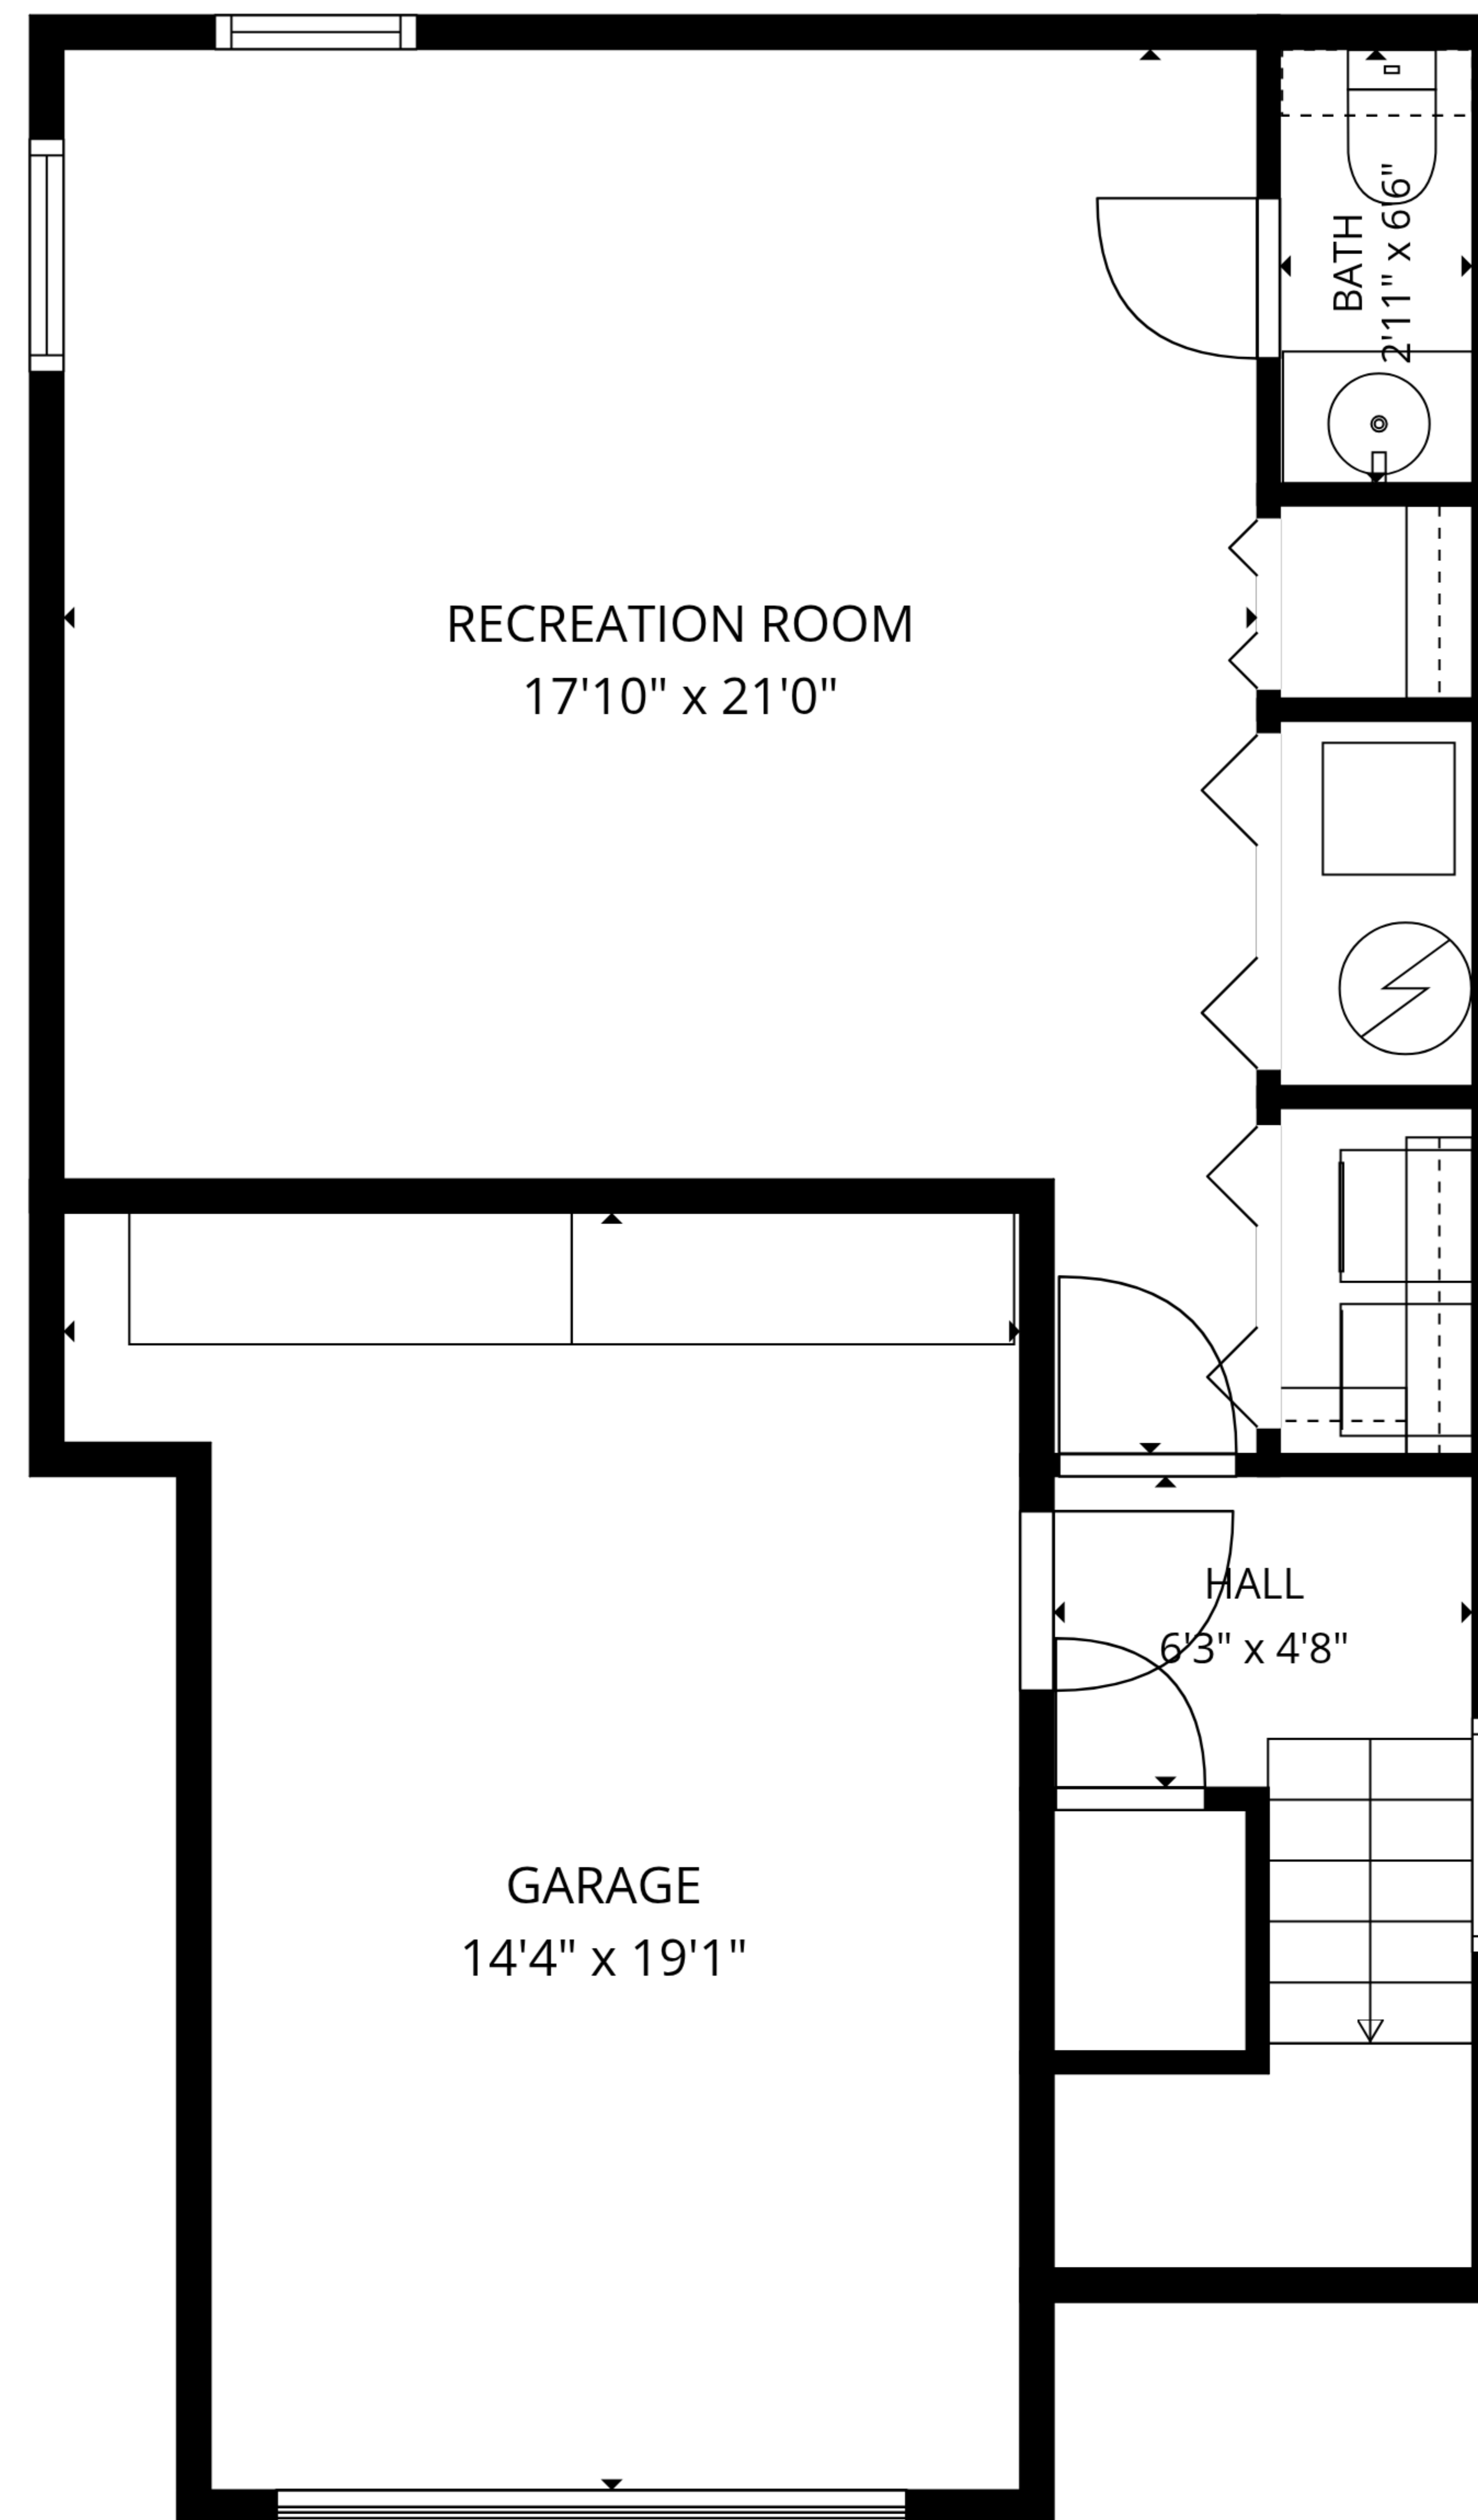 BATH
2'11" x 6'6"
RECREATION ROOM
17'10" x 21'0"
HALL
6'3" x 4'8"
GARAGE
14'4" x 19'1"